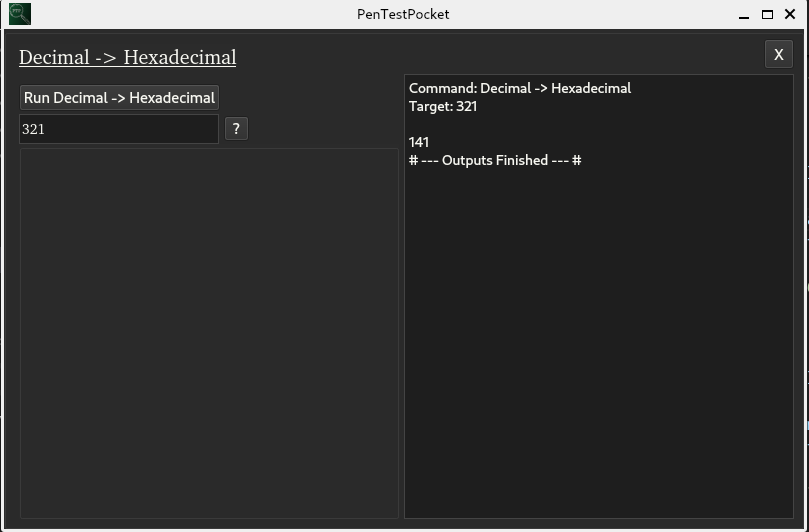 PenTestPocket
Decimal -> Hexadecimal
X
Run Decimal -> Hexadecimal
321
?
Command: Decimal -> Hexadecimal
Target: 321
141
# --- Outputs Finished --- #